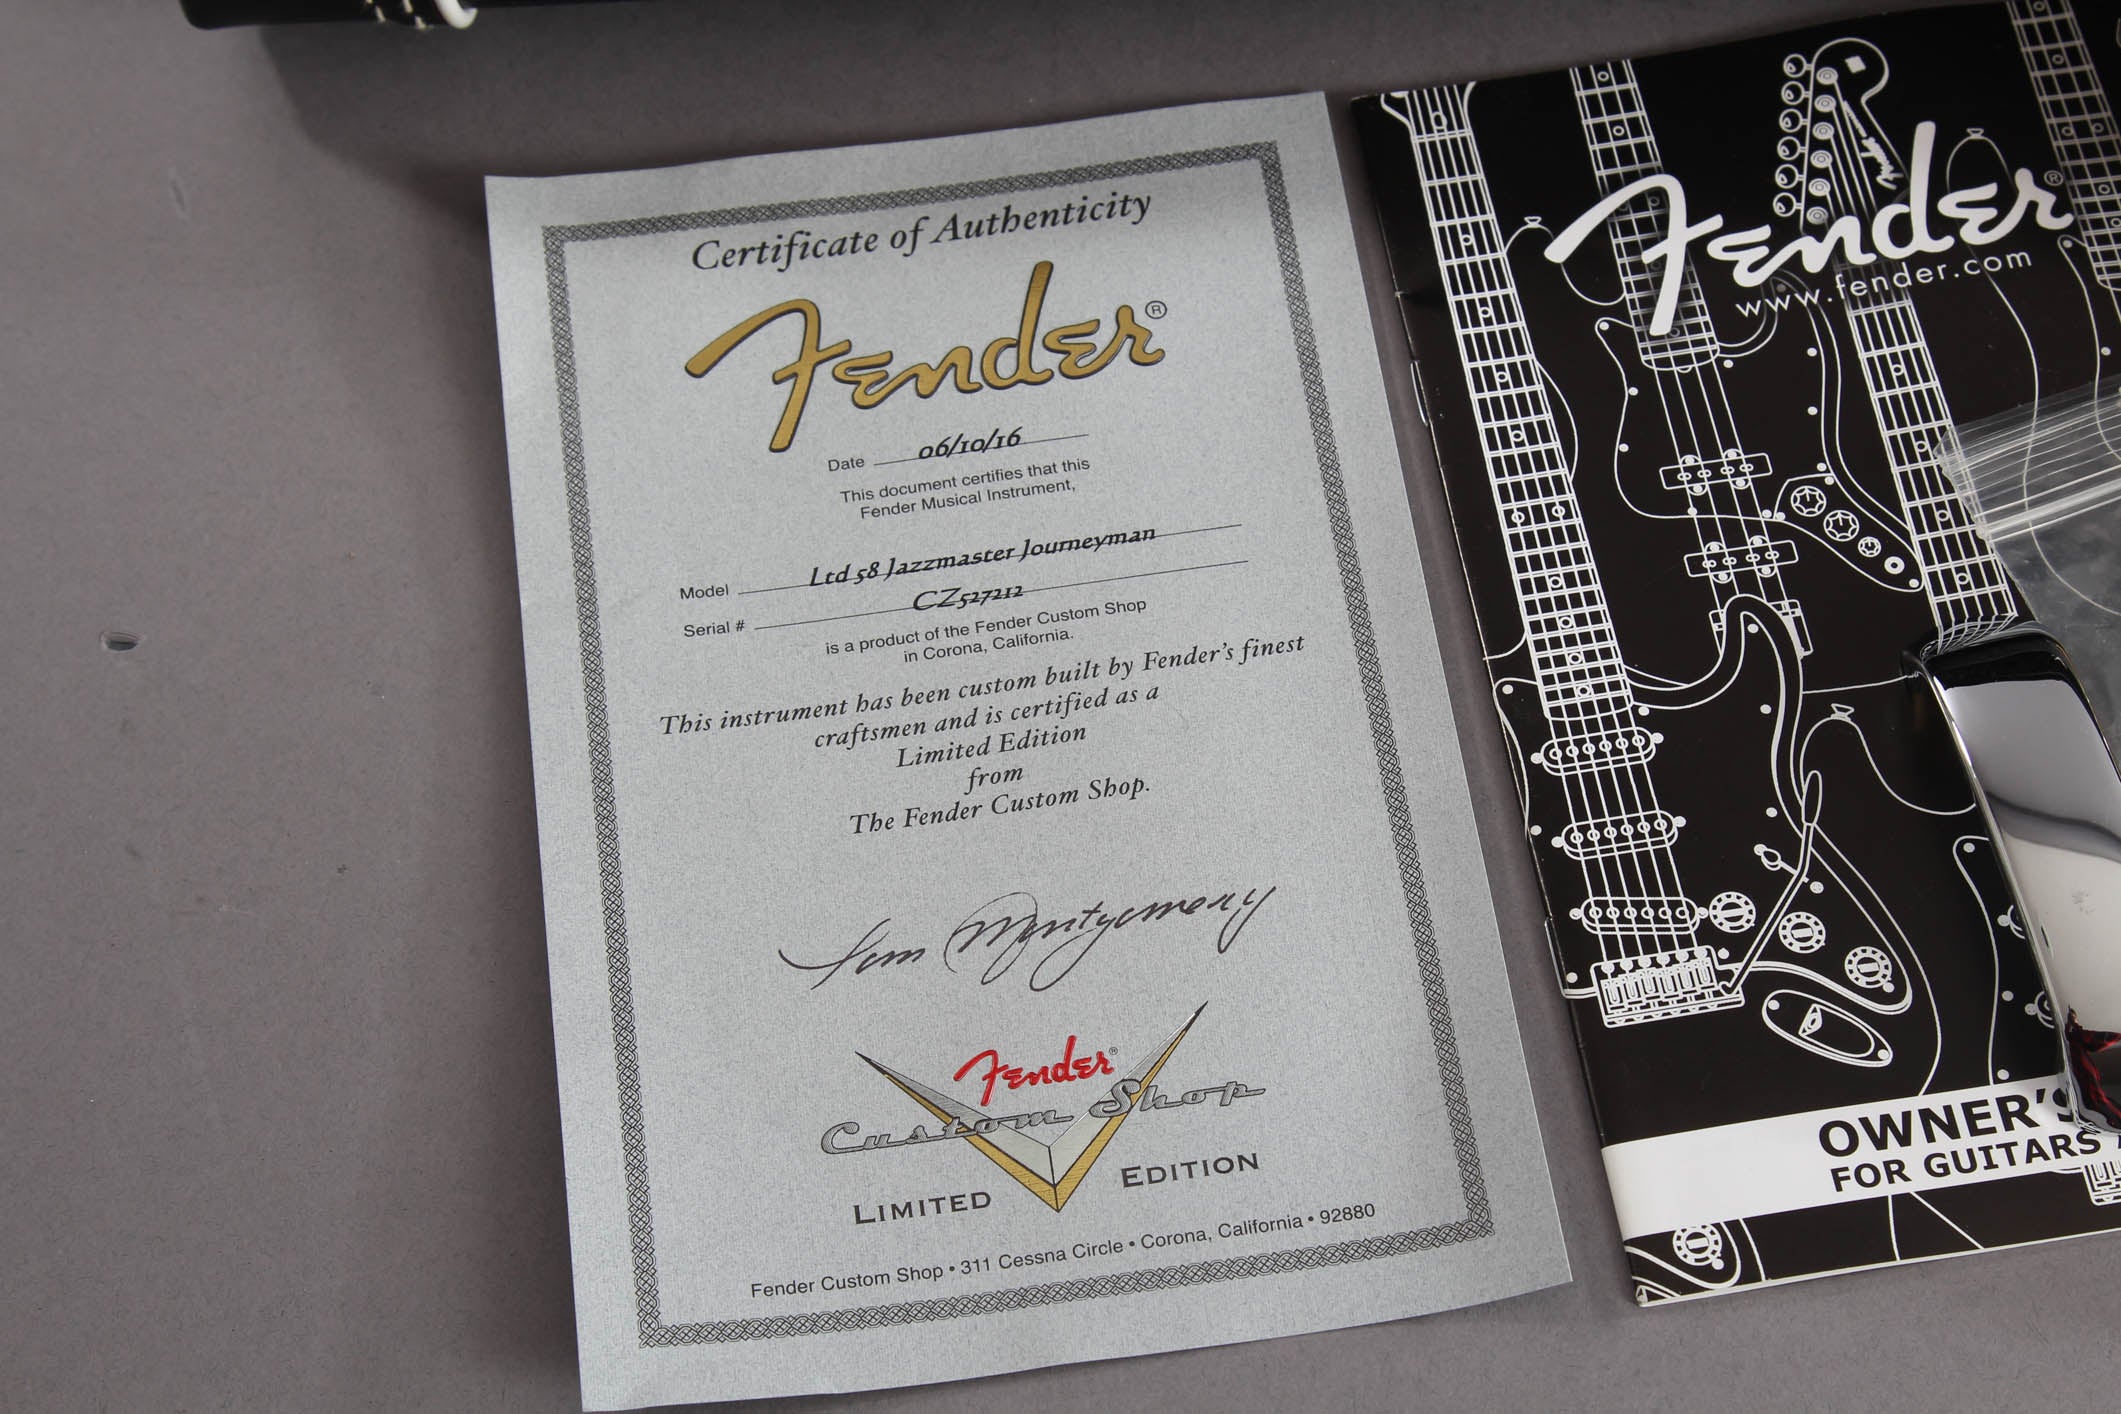 Certificate of Authenticity
Fender®
Date 06/10/16
This document certifies that this
Fender Musical Instrument,
Model Ltd 58 Jazzmaster Journeyman
Serial # CZ527212
is a product of the Fender Custom Shop
in Corona, California.
This instrument has been custom built by Fender's finest
craftsmen and is certified as a
Limited Edition
from
The Fender Custom Shop.
Tom Montgomery
Fender®
Custom Shop
LIMITED EDITION
Fender Custom Shop • 311 Cessna Circle • Corona, California • 92880
Fender®
www.fender.com
OWNER'S
FOR GUITARS